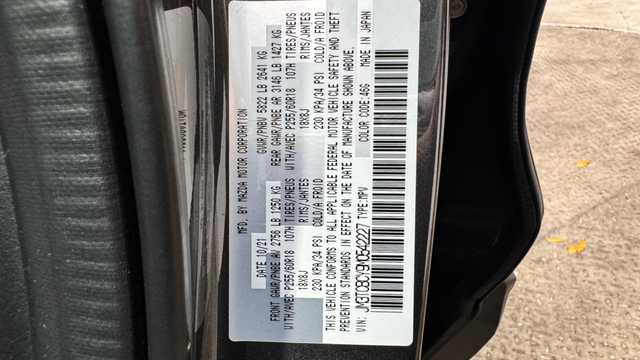 MFD. BY MAZDA MOTOR CORPORATION
DATE 10/21 GVWR/PNBV 5822 LB 2641 KG
FRONT GAWR/PNBE AV 2756 LB 1250 KG REAR GAWR/PNBE AR 3146 LB 1427 KG
WITH/AVEC P255/60R18 107H TIRES/PNEUS WITH/AVEC P255/60R18 107H TIRES/PNEUS
18X8J RIMS/JANTES 18X8J RIMS/JANTES
230 KPA/34 PSI COLD/A FROID 230 KPA/34 PSI COLD/A FROID
THIS VEHICLE CONFORMS TO ALL APPLICABLE FEDERAL MOTOR VEHICLE SAFETY AND THEFT
PREVENTION STANDARDS IN EFFECT ON THE DATE OF MANUFACTURE SHOWN ABOVE.
VIN: JM3TCBCY9N0542227 TYPE:MPV COLOR CODE:46G MADE IN JAPAN